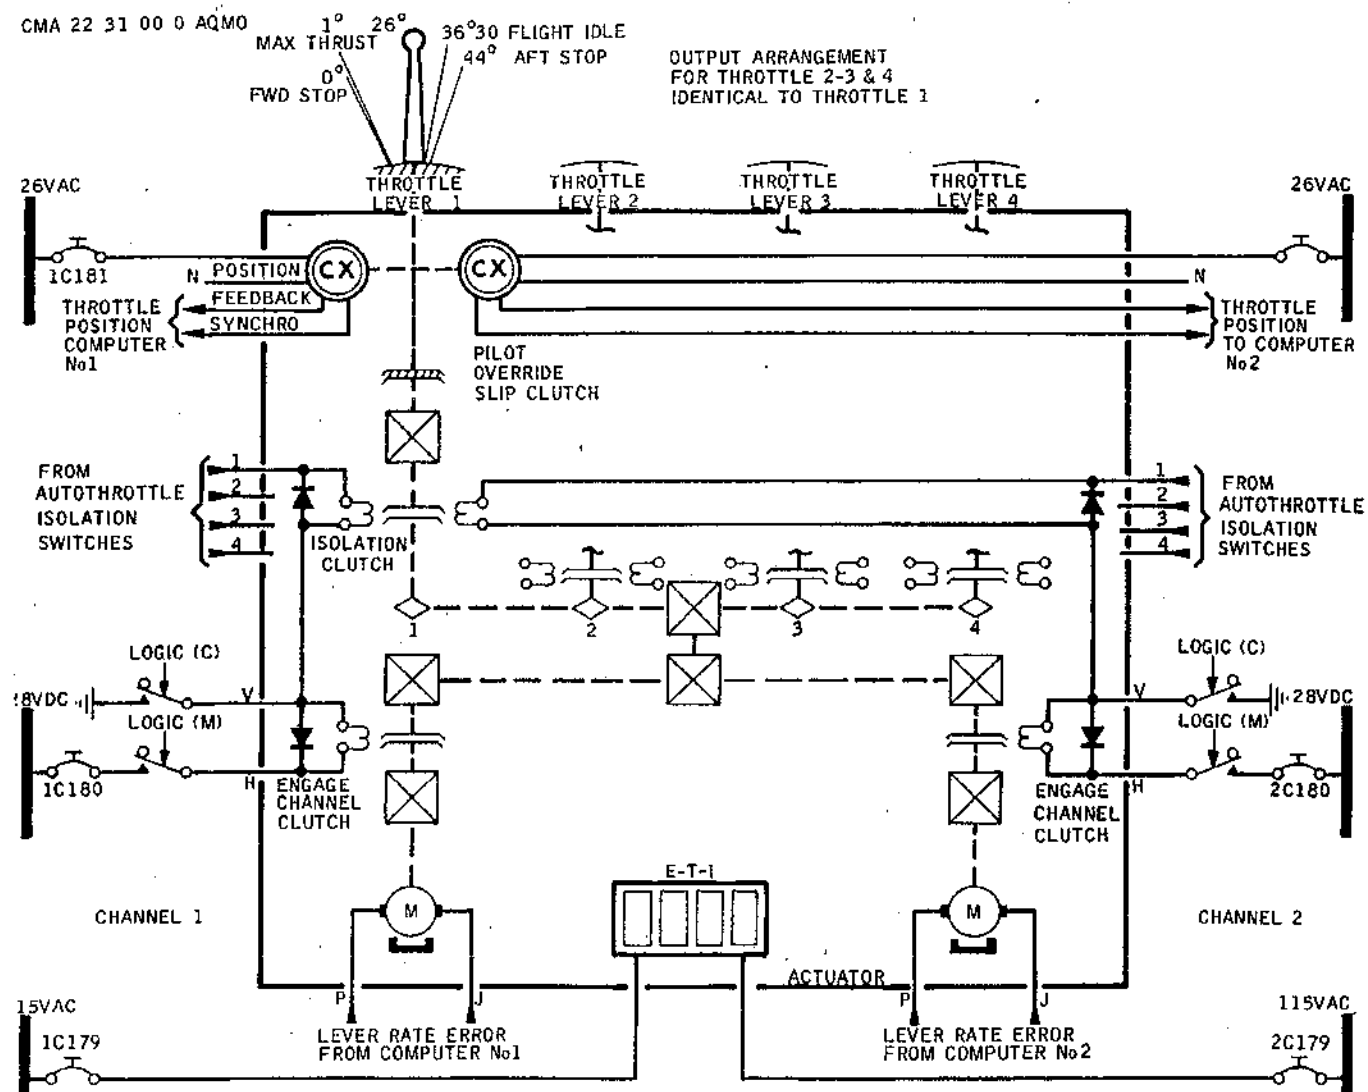 CMA 22 31 00 0 AQMO
1° 26°
MAX THRUST
36°30 FLIGHT IDLE
44° AFT STOP
0°
FWD STOP
OUTPUT ARRANGEMENT
FOR THROTTLE 2-3 & 4
IDENTICAL TO THROTTLE 1
26VAC
THROTTLE
LEVER 1
THROTTLE
LEVER 2
THROTTLE
LEVER 3
THROTTLE
LEVER 4
26VAC
1C181
N
POSITION
FEEDBACK
SYNCHRO
CX
CX
N
THROTTLE
POSITION
COMPUTER
No1
THROTTLE
POSITION
TO COMPUTER
No2
PILOT
OVERRIDE
SLIP CLUTCH
FROM
AUTOTHROTTLE
ISOLATION
SWITCHES
1
2
3
4
ISOLATION
CLUTCH
1
2
3
4
FROM
AUTOTHROTTLE
ISOLATION
SWITCHES
1
2
3
4
LOGIC (C)
8VDC
V
LOGIC (M)
1C180
H
ENGAGE
CHANNEL
CLUTCH
LOGIC (C)
V
28VDC
LOGIC (M)
H
2C180
ENGAGE
CHANNEL
CLUTCH
E-T-I
M
M
CHANNEL 1
CHANNEL 2
ACTUATOR
P
J
P
J
15VAC
115VAC
LEVER RATE ERROR
FROM COMPUTER No1
LEVER RATE ERROR
FROM COMPUTER No2
1C179
2C179